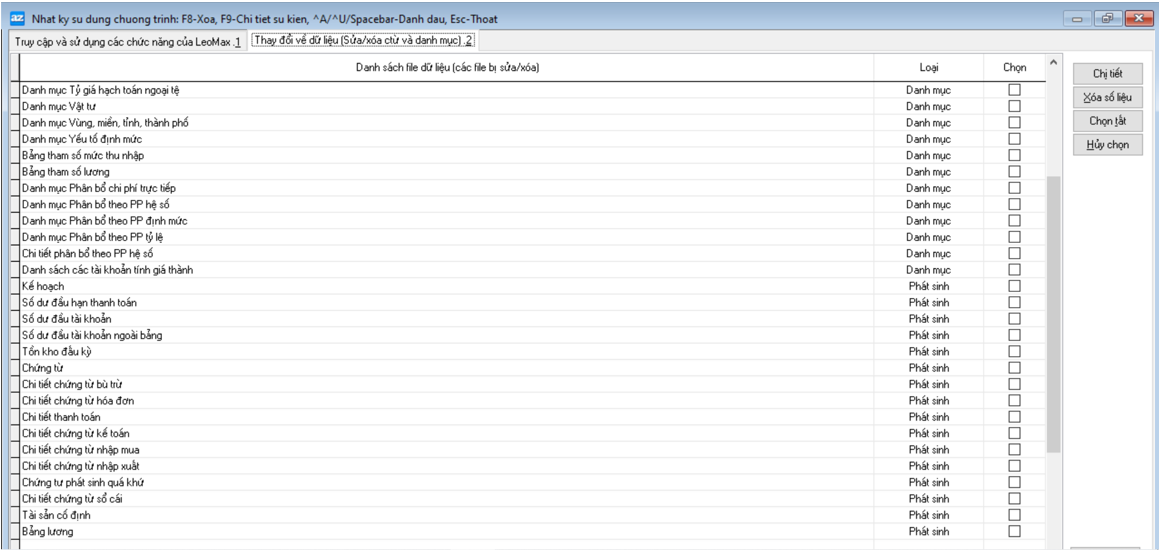 az Nhat ky su dung chuong trinh: F8-Xoa, F9-Chi tiet su kien, ^A/^U/Spacebar-Danh dau, Esc-Thoat
Truy cập và sử dụng các chức năng của LeoMax .1 Thay đổi về dữ liệu (Sửa/xóa ctừ và danh mục) .2
Danh sách file dữ liệu (các file bị sửa/xóa) Loại Chọn
Danh mục Tỷ giá hạch toán ngoại tệ Danh mục
Danh mục Vật tư Danh mục
Danh mục Vùng, miền, tỉnh, thành phố Danh mục
Danh mục Yếu tố định mức Danh mục
Bảng tham số mức thu nhập Danh mục
Bảng tham số lương Danh mục
Danh mục Phân bổ chi phí trực tiếp Danh mục
Danh mục Phân bổ theo PP hệ số Danh mục
Danh mục Phân bổ theo PP định mức Danh mục
Danh mục Phân bổ theo PP tỷ lệ Danh mục
Chi tiết phân bổ theo PP hệ số Danh mục
Danh sách các tài khoản tính giá thành Danh mục
Kế hoạch Phát sinh
Số dư đầu hạn thanh toán Phát sinh
Số dư đầu tài khoản Phát sinh
Số dư đầu tài khoản ngoài bảng Phát sinh
Tồn kho đầu kỳ Phát sinh
Chứng từ Phát sinh
Chi tiết chứng từ bù trừ Phát sinh
Chi tiết chứng từ hóa đơn Phát sinh
Chi tiết thanh toán Phát sinh
Chi tiết chứng từ kế toán Phát sinh
Chi tiết chứng từ nhập mua Phát sinh
Chi tiết chứng từ nhập xuất Phát sinh
Chứng tư phát sinh quá khứ Phát sinh
Chi tiết chứng từ sổ cái Phát sinh
Tài sản cố định Phát sinh
Bảng lương Phát sinh
Chi tiết
Xóa số liệu
Chọn tất
Hủy chọn